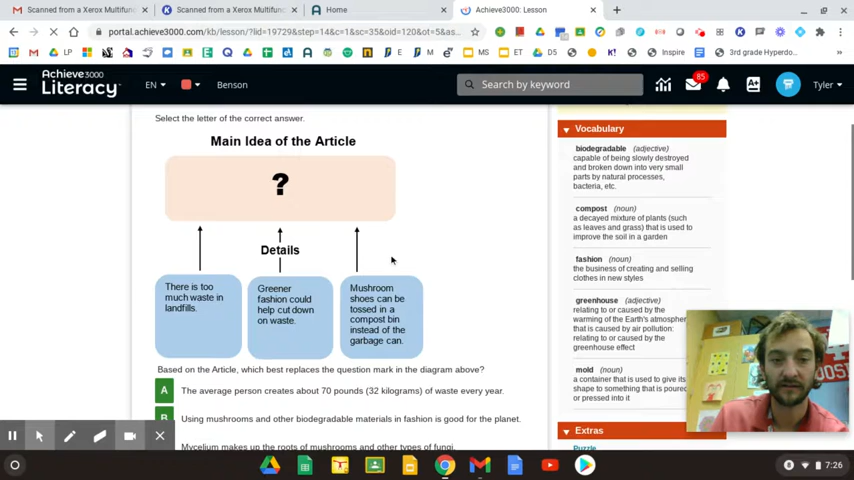 Scanned from a Xerox Multifun
Scanned from a Xerox Multifun
Home
Achieve3000: Lesson
portal.achieve3000.com/kb/lesson/?lid=19729&step=14&c=1&sc=35&oid=120&ot=5&as
LP
E
M
MS
ET
D5
Inspire
3rd grade Hyperdo
Achieve3000
Literacy
EN
Benson
Search by keyword
85
Tyler
Select the letter of the correct answer.
Main Idea of the Article
?
Details
There is too
much waste in
landfills.
Greener
fashion could
help cut down
on waste.
Mushroom
shoes can be
tossed in a
compost bin
instead of the
garbage can.
Based on the Article, which best replaces the question mark in the diagram above?
A The average person creates about 70 pounds (32 kilograms) of waste every year.
B Using mushrooms and other biodegradable materials in fashion is good for the planet.
Mycelium makes up the roots of mushrooms and other types of fungi.
Vocabulary
biodegradable (adjective)
capable of being slowly destroyed
and broken down into very small
parts by natural processes,
bacteria, etc.
compost (noun)
a decayed mixture of plants (such
as leaves and grass) that is used to
improve the soil in a garden
fashion (noun)
the business of creating and selling
clothes in new styles
greenhouse (adjective)
relating to or caused by the
warming of the Earth's atmospher
that is caused by air pollution:
relating to or caused by the
greenhouse effect
mold (noun)
a container that is used to give its
shape to something that is poured
or pressed into it
Extras
Puzzle
7:26